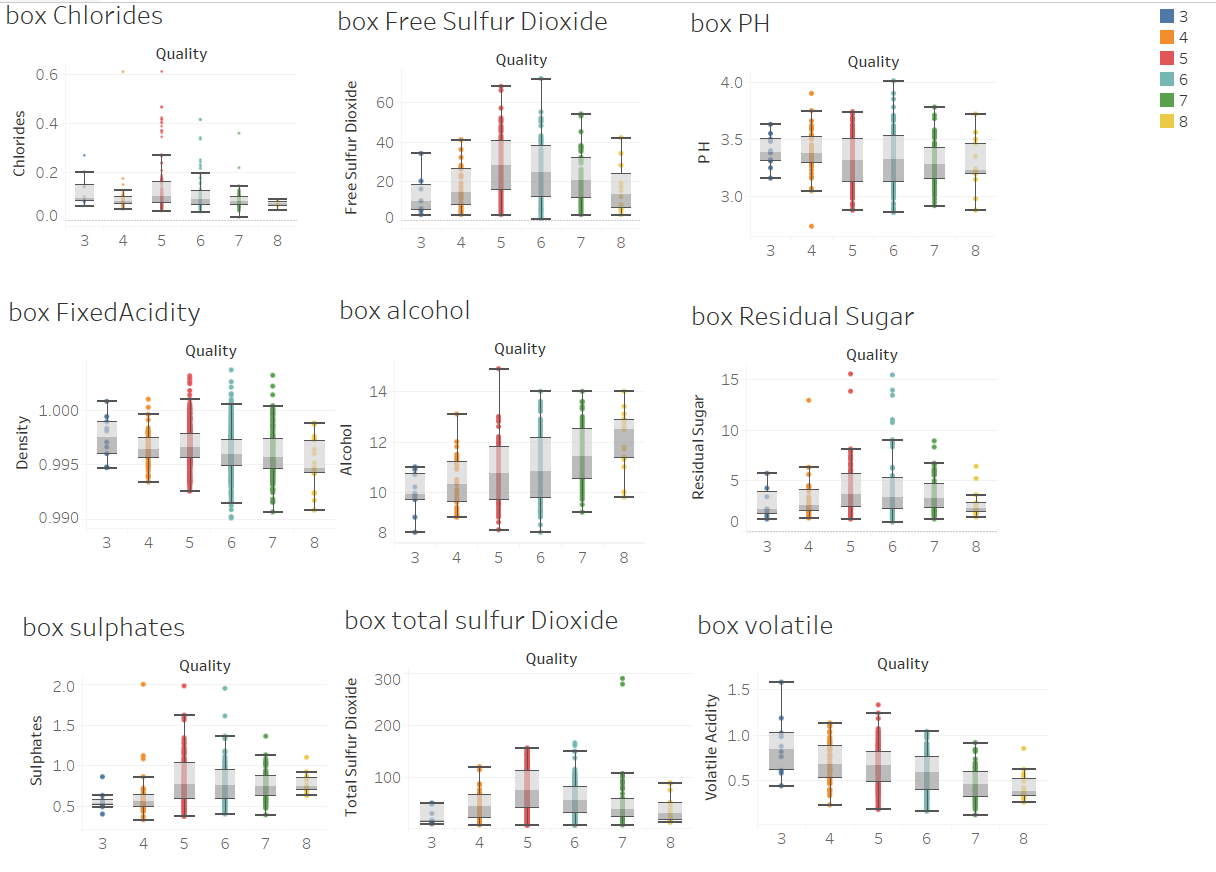 box Chlorides
Quality
Chlorides
0.6
0.4
0.2
0.0
3 4 5 6 7 8
box Free Sulfur Dioxide
Quality
Free Sulfur Dioxide
60
40
20
0
3 4 5 6 7 8
box PH
Quality
P H
4.0
3.5
3.0
3 4 5 6 7 8
3
4
5
6
7
8
box FixedAcidity
Quality
Density
1.000
0.995
0.990
3 4 5 6 7 8
box alcohol
Quality
Alcohol
14
12
10
8
3 4 5 6 7 8
box Residual Sugar
Quality
Residual Sugar
15
10
5
0
3 4 5 6 7 8
box sulphates
Quality
Sulphates
2.0
1.5
1.0
0.5
3 4 5 6 7 8
box total sulfur Dioxide
Quality
Total Sulfur Dioxide
300
200
100
3 4 5 6 7 8
box volatile
Quality
Volatile Acidity
1.5
1.0
0.5
3 4 5 6 7 8